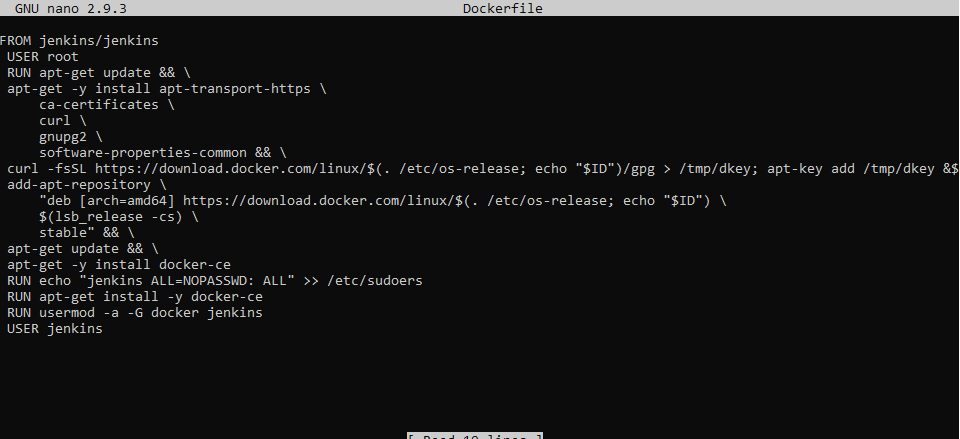 GNU nano 2.9.3 Dockerfile
FROM jenkins/jenkins
USER root
RUN apt-get update && \
apt-get -y install apt-transport-https \
ca-certificates \
curl \
gnupg2 \
software-properties-common && \
curl -fsSL https://download.docker.com/linux/$(. /etc/os-release; echo "$ID")/gpg > /tmp/dkey; apt-key add /tmp/dkey &$
add-apt-repository \
"deb [arch=amd64] https://download.docker.com/linux/$(. /etc/os-release; echo "$ID") \
$(lsb_release -cs) \
stable" && \
apt-get update && \
apt-get -y install docker-ce
RUN echo "jenkins ALL=NOPASSWD: ALL" >> /etc/sudoers
RUN apt-get install -y docker-ce
RUN usermod -a -G docker jenkins
USER jenkins